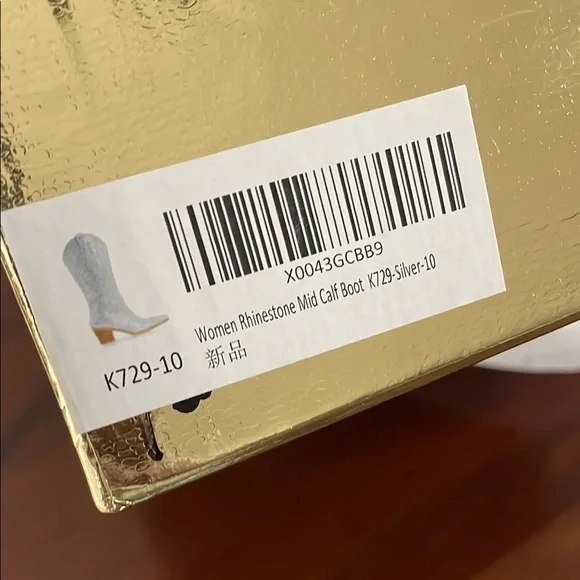 X0043GCBB9
Women Rhinestone Mid Calf Boot K729-Silver-10
新品
K729-10